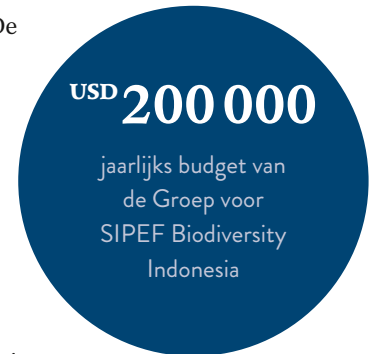 De
USD 200 000
jaarlijks budget van
de Groep voor
SIPEF Biodiversity
Indonesia